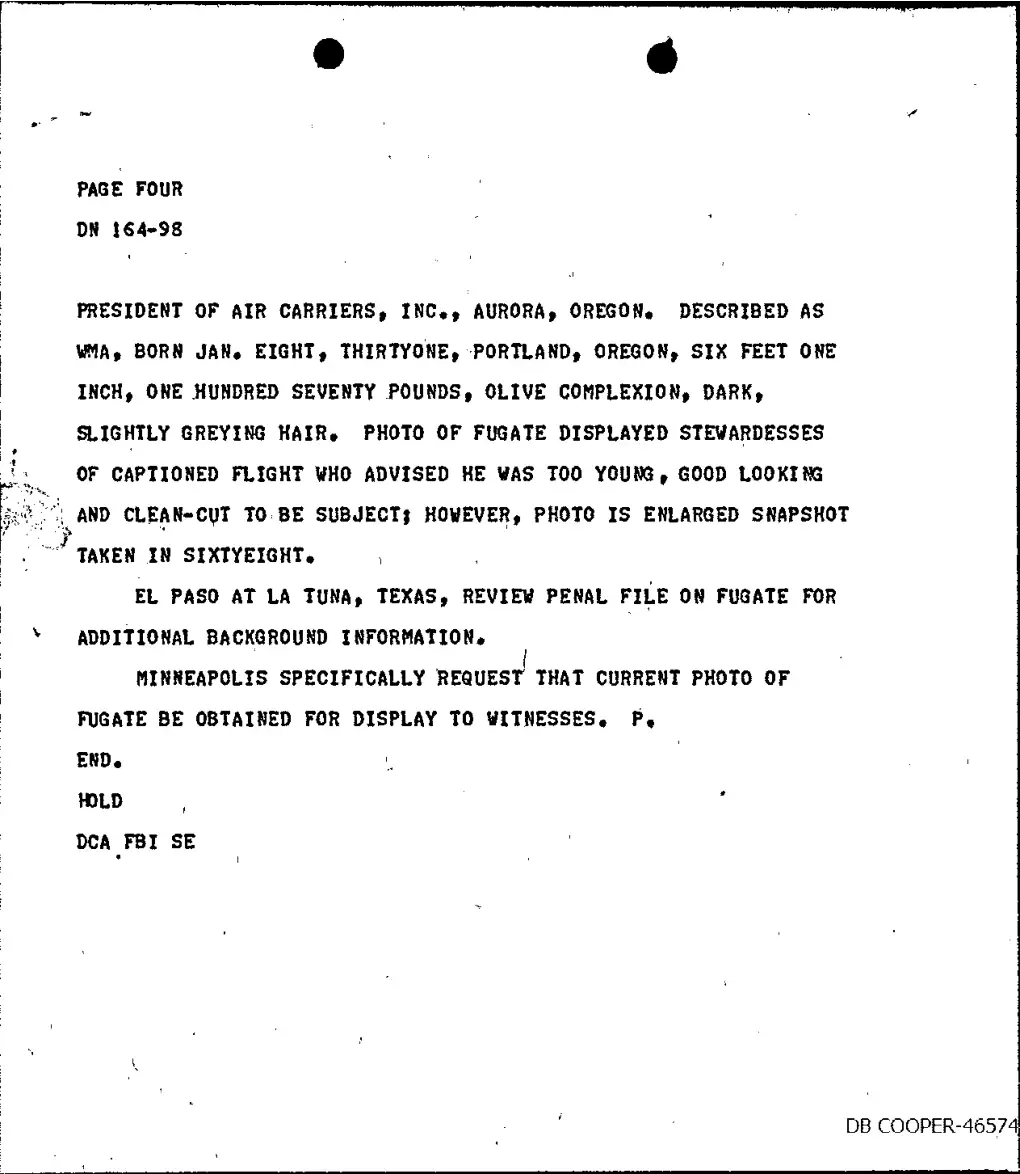 PAGE FOUR
DN 164-98
PRESIDENT OF AIR CARRIERS, INC., AURORA, OREGON. DESCRIBED AS
WMA, BORN JAN. EIGHT, THIRTYONE, PORTLAND, OREGON, SIX FEET ONE
INCH, ONE HUNDRED SEVENTY POUNDS, OLIVE COMPLEXION, DARK,
SLIGHTLY GREYING HAIR. PHOTO OF FUGATE DISPLAYED STEWARDESSES
OF CAPTIONED FLIGHT WHO ADVISED HE WAS TOO YOUNG, GOOD LOOKING
AND CLEAN-CUT TO BE SUBJECT; HOWEVER, PHOTO IS ENLARGED SNAPSHOT
TAKEN IN SIXTYEIGHT.
EL PASO AT LA TUNA, TEXAS, REVIEW PENAL FILE ON FUGATE FOR
ADDITIONAL BACKGROUND INFORMATION.
MINNEAPOLIS SPECIFICALLY REQUEST THAT CURRENT PHOTO OF
FUGATE BE OBTAINED FOR DISPLAY TO WITNESSES. P.
END.
HOLD
DCA FBI SE
DB COOPER-46574